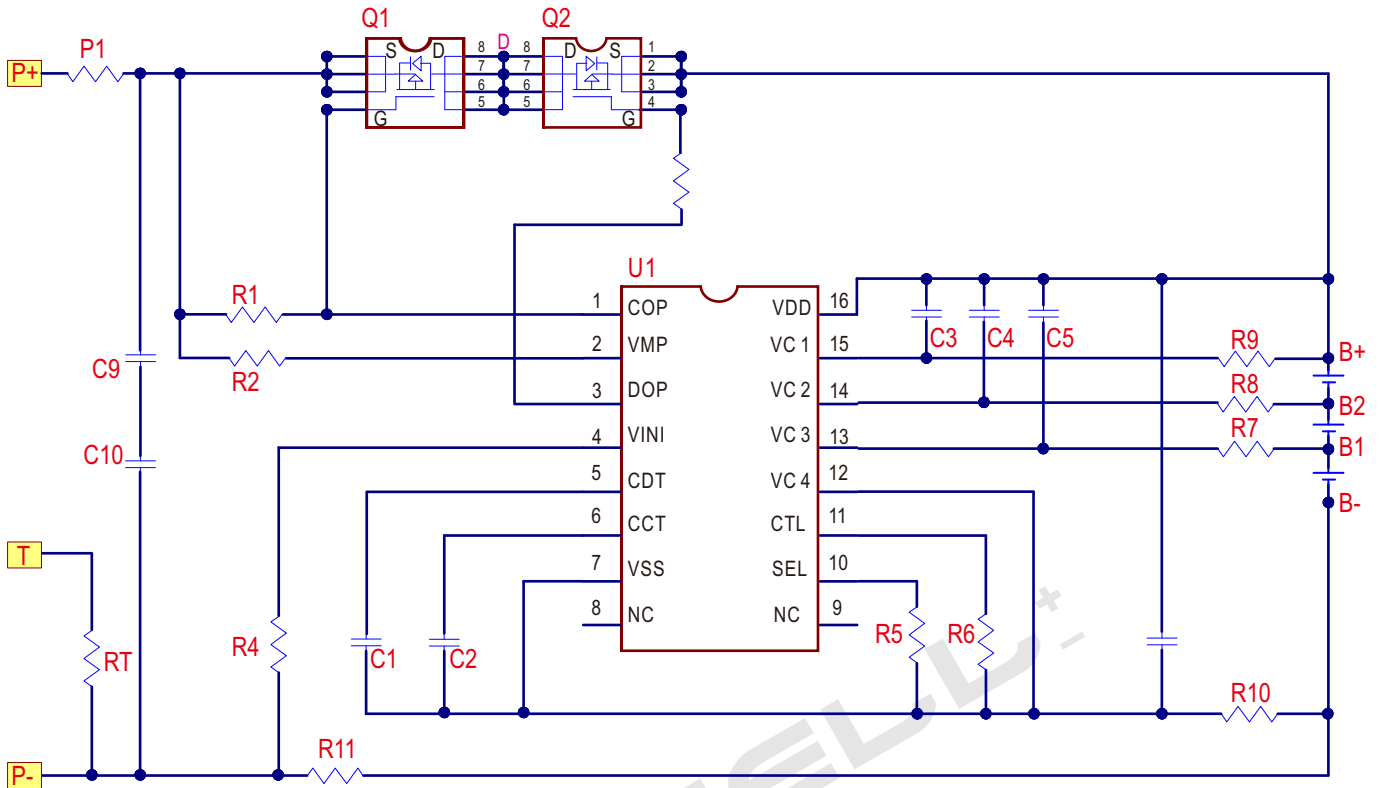 Q1 Q2
P1
P+
S D 8 D 8 D S 1
7 7 2
6 6 3
5 5 4
G G
U1
R1 1 COP VDD 16
C3 C4 C5
2 VMP VC 1 15 R9 B+
C9 R2
3 DOP VC 2 14 R8 B2
4 VINI VC 3 13 R7 B1
C10
5 CDT VC 4 12
B-
6 CCT CTL 11
T 7 VSS SEL 10
8 NC NC 9
RT R4 C1 C2 R5 R6
R10
R11
P-